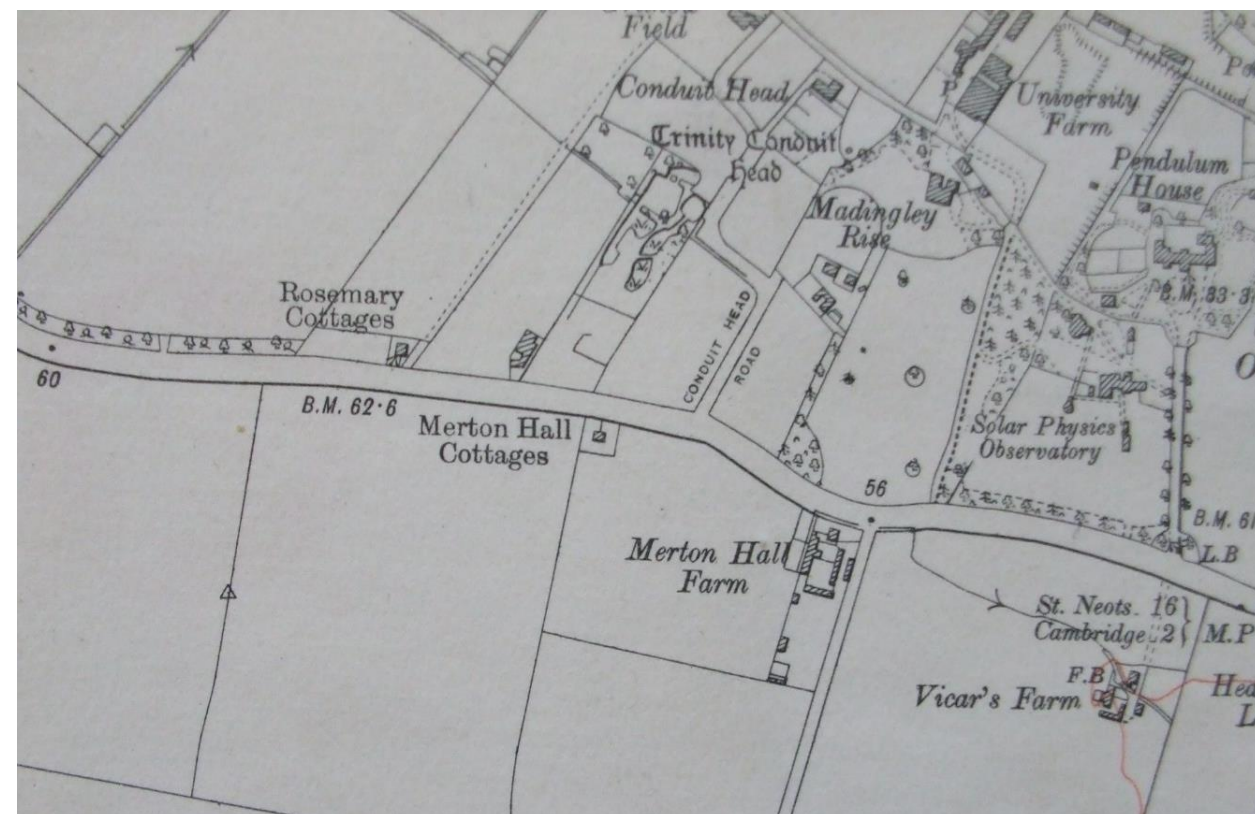 Field
Conduit Head
Trinity Conduit
Head
P
University
Farm
Pendulum
House
Madingley
Rise
B.M. 83·3
Rosemary
Cottages
CONDUIT HEAD
ROAD
60
B.M. 62·6
Merton Hall
Cottages
Solar Physics
Observatory
56
B.M. 6
L.B
Merton Hall
Farm
St. Neots 16
Cambridge 2
M.P
F.B
Vicar's Farm